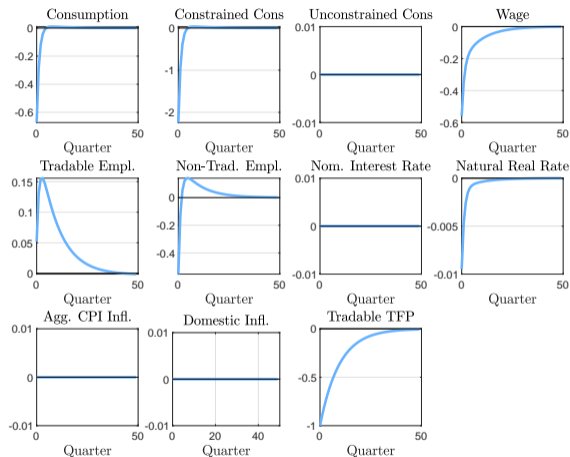 Consumption Constrained Cons Unconstrained Cons Wage
0 0 0.01 0
-0.2 -0.2
-0.4 -1 0 -0.4
-0.6 -2 -0.01 -0.6
0 50 0 50 0 50 0 50
Quarter Quarter Quarter Quarter
Tradable Empl. Non-Trad. Empl. Nom. Interest Rate Natural Real Rate
0.15 0 0.01 0
0.1 -0.2 0 -0.005
0.05 -0.4
0 -0.01 -0.01
0 50 0 50 0 50 0 50
Quarter Quarter Quarter Quarter
Agg. CPI Infl. Domestic Infl. Tradable TFP
0.01 0.01 0
0 0 -0.5
-0.01 -0.01 -1
0 50 0 20 40 0 50
Quarter Quarter Quarter